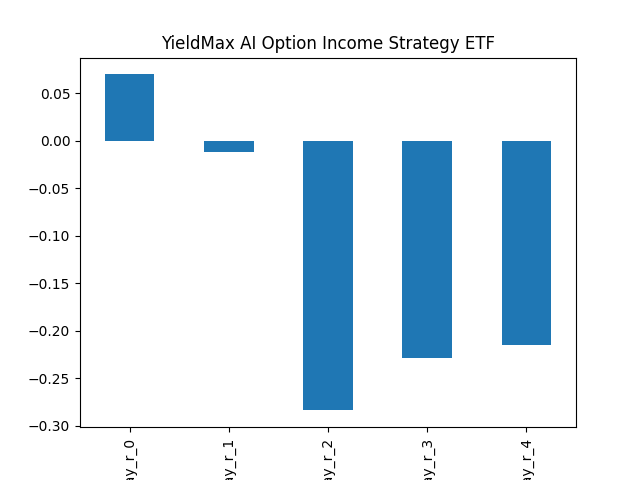 YieldMax AI Option Income Strategy ETF
0.05
0.00
−0.05
−0.10
−0.15
−0.20
−0.25
−0.30
ay_r_0
ay_r_1
ay_r_2
ay_r_3
ay_r_4